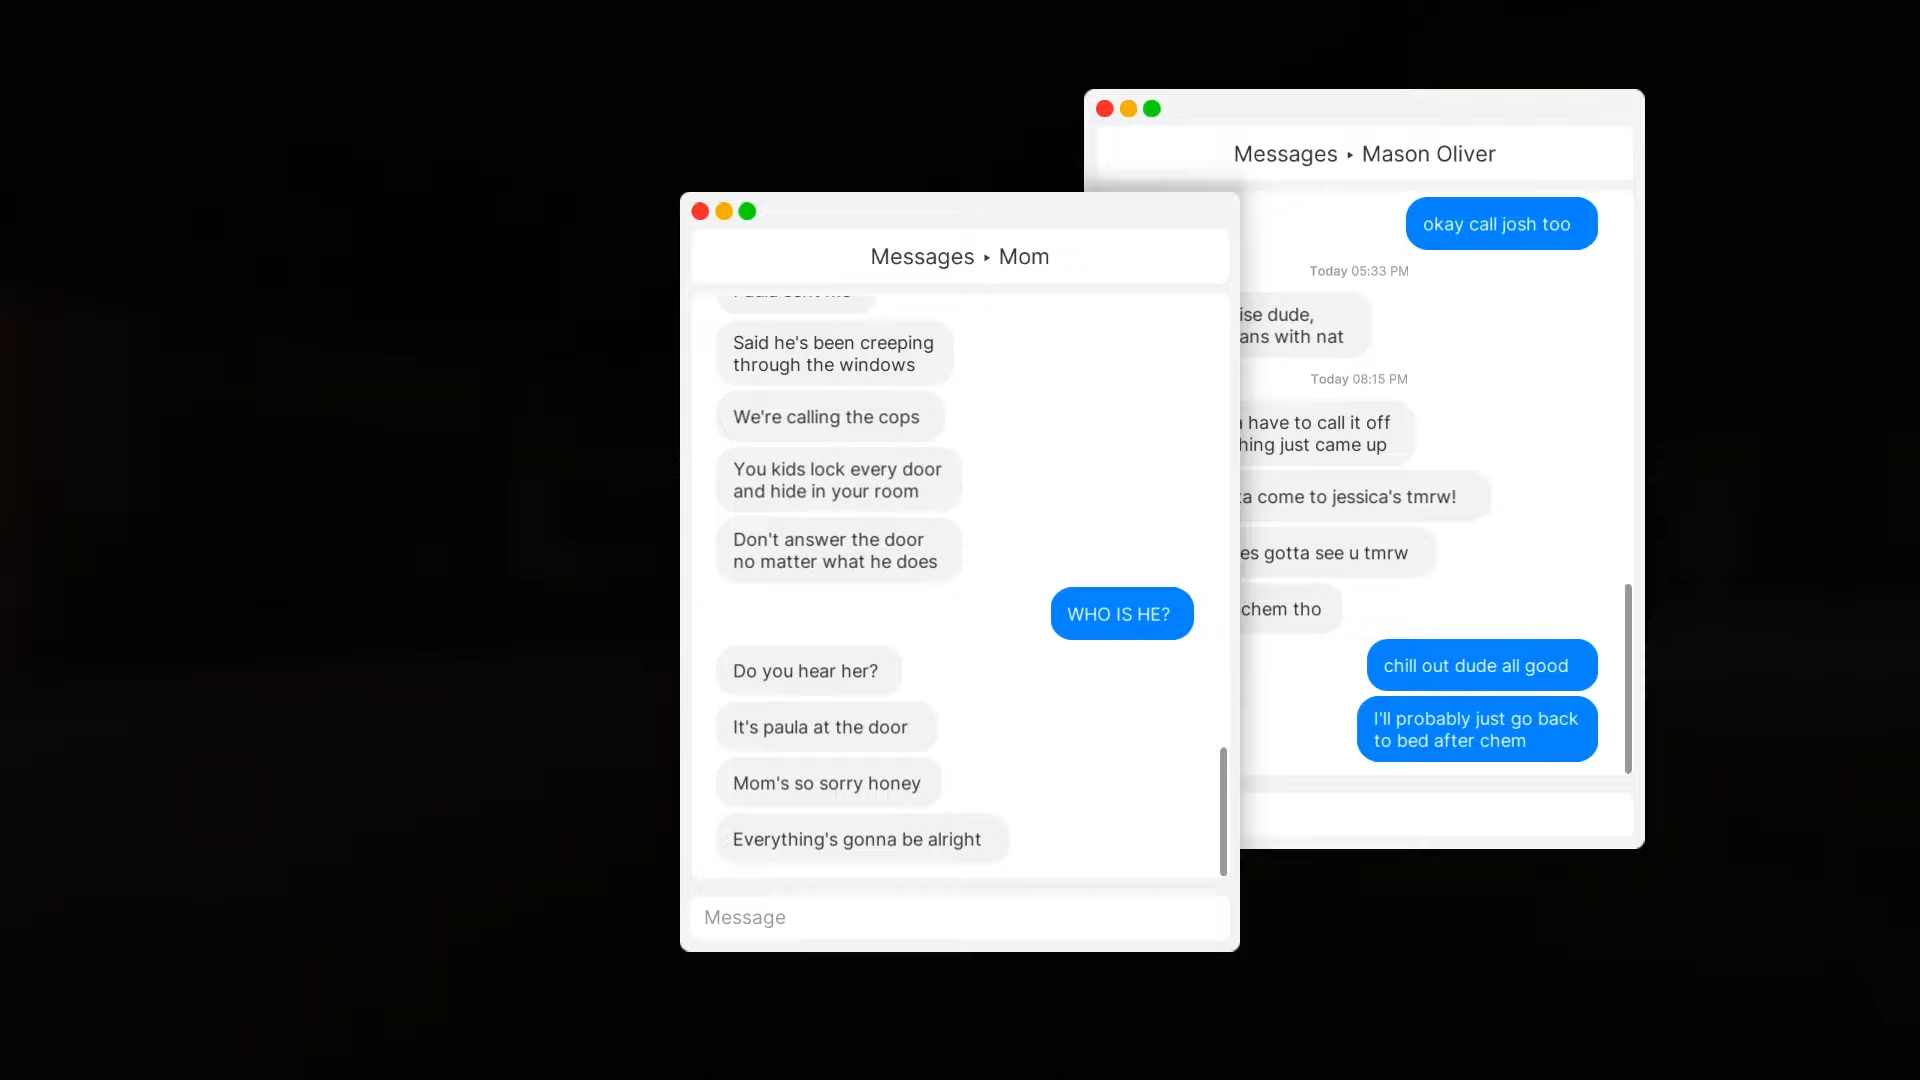 Messages ‣ Mason Oliver
okay call josh too
Today 05:33 PM
dude,
with nat
Today 08:15 PM
have to call it off
just came up
come to jessica's tmrw!
gotta see u tmrw
chem tho
chill out dude all good
I'll probably just go back
to bed after chem
Messages ‣ Mom
Said he's been creeping
through the windows
We're calling the cops
You kids lock every door
and hide in your room
Don't answer the door
no matter what he does
WHO IS HE?
Do you hear her?
It's paula at the door
Mom's so sorry honey
Everything's gonna be alright
Message